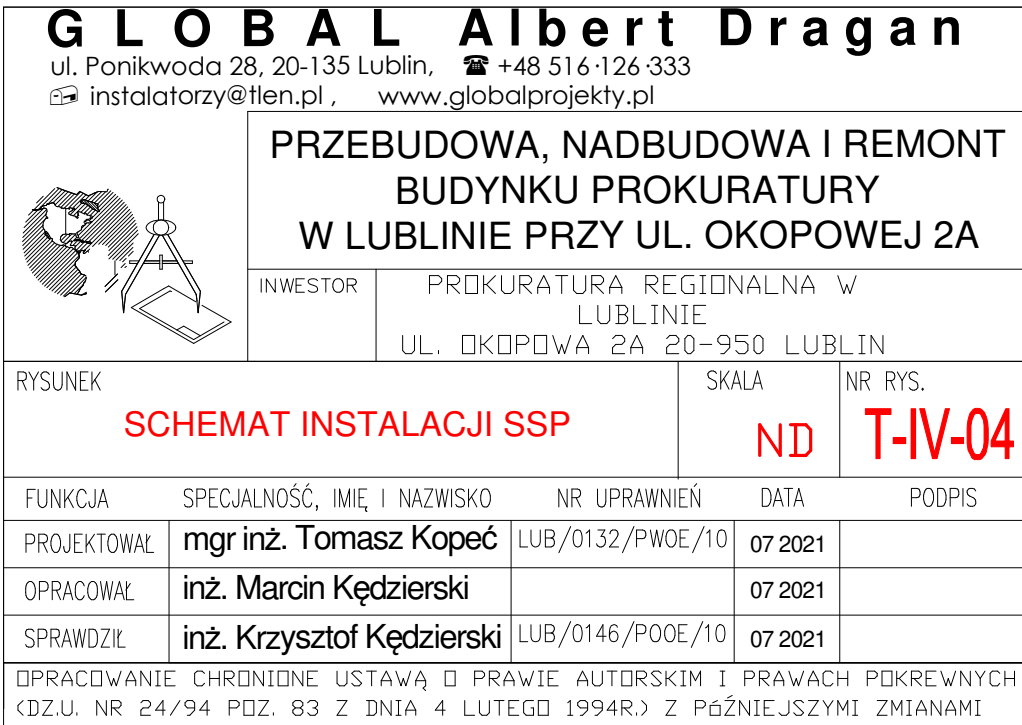 GLOBAL Albert Dragan
ul. Ponikwoda 28, 20-135 Lublin, ☎ +48 516·126·333
instalatorzy@tlen.pl , www.globalprojekty.pl
PRZEBUDOWA, NADBUDOWA I REMONT
BUDYNKU PROKURATURY
W LUBLINIE PRZY UL. OKOPOWEJ 2A
INWESTOR
PROKURATURA REGIONALNA W
LUBLINIE
UL. OKOPOWA 2A 20-950 LUBLIN
RYSUNEK SKALA NR RYS.
SCHEMAT INSTALACJI SSP ND T-IV-04
FUNKCJA SPECJALNOŚĆ, IMIĘ I NAZWISKO NR UPRAWNIEŃ DATA PODPIS
PROJEKTOWAŁ mgr inż. Tomasz Kopeć LUB/0132/PWOE/10 07 2021
OPRACOWAŁ inż. Marcin Kędzierski 07 2021
SPRAWDZIŁ inż. Krzysztof Kędzierski LUB/0146/POOE/10 07 2021
OPRACOWANIE CHRONIONE USTAWĄ O PRAWIE AUTORSKIM I PRAWACH POKREWNYCH
(DZ.U. NR 24/94 POZ. 83 Z DNIA 4 LUTEGO 1994R.) Z PóŹNIEJSZYMI ZMIANAMI